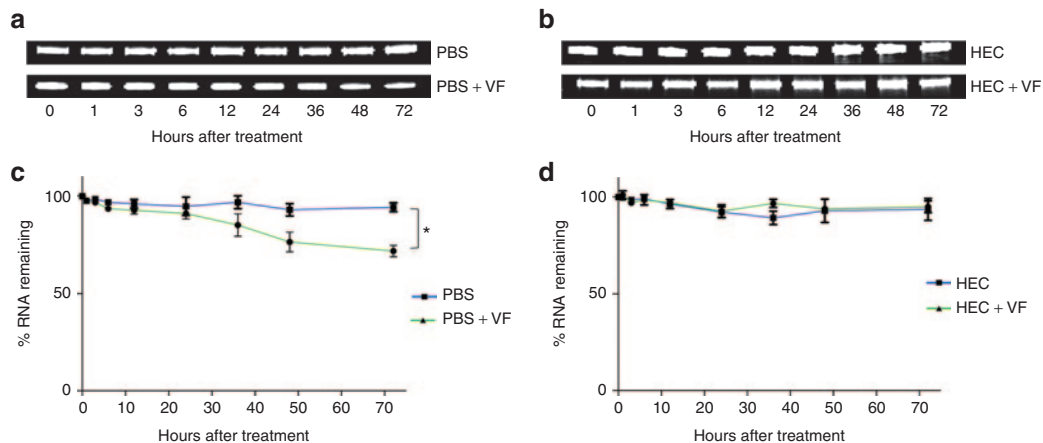 a
PBS
PBS + VF
0 1 3 6 12 24 36 48 72
Hours after treatment
b
HEC
HEC + VF
0 1 3 6 12 24 36 48 72
Hours after treatment
c
% RNA remaining
100
50
0
0 10 20 30 40 50 60 70
Hours after treatment
*
PBS
PBS + VF
d
% RNA remaining
100
50
0
0 10 20 30 40 50 60 70
Hours after treatment
HEC
HEC + VF